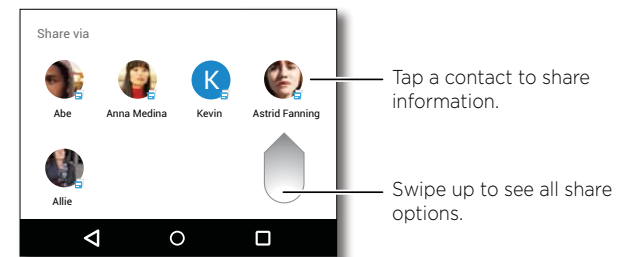 Share via
K
Abe Anna Medina Kevin Astrid Fanning
Tap a contact to share
information.
Allie
Swipe up to see all share
options.